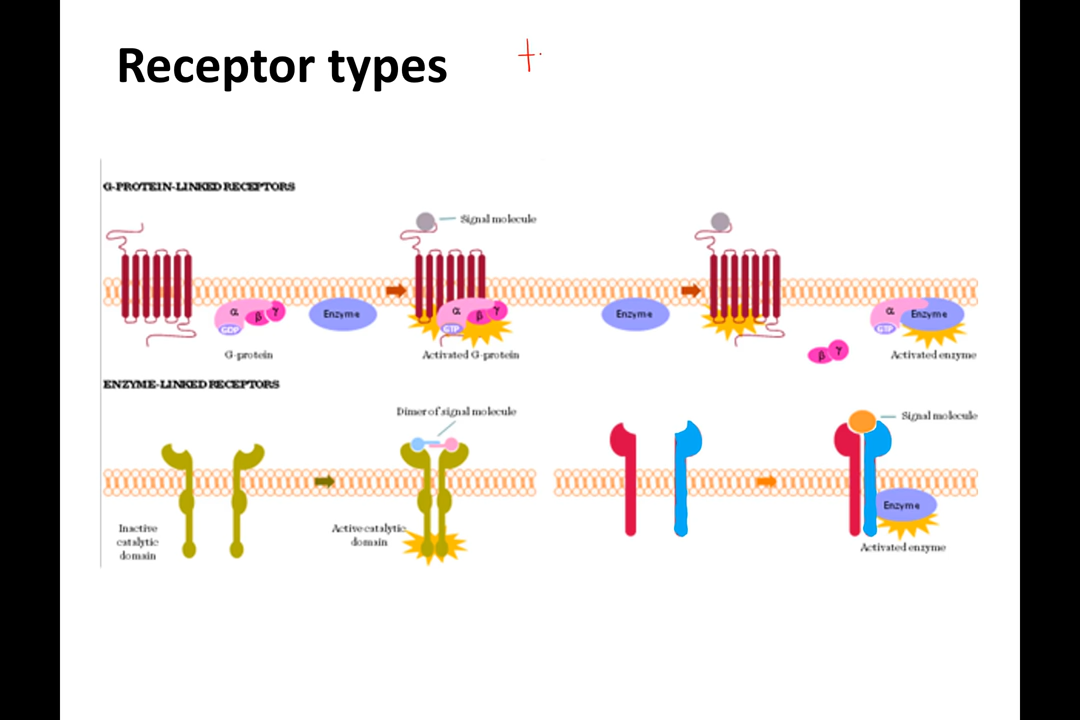 Receptor types
G-PROTEIN-LINKED RECEPTORS
Signal molecule
α β γ
GDP
Enzyme
α β γ
GTP
Enzyme
α
GTP
Enzyme
β γ
G-protein
Activated G-protein
Activated enzyme
ENZYME-LINKED RECEPTORS
Dimer of signal molecule
Signal molecule
Inactive
catalytic
domain
Active catalytic
domain
Enzyme
Activated enzyme